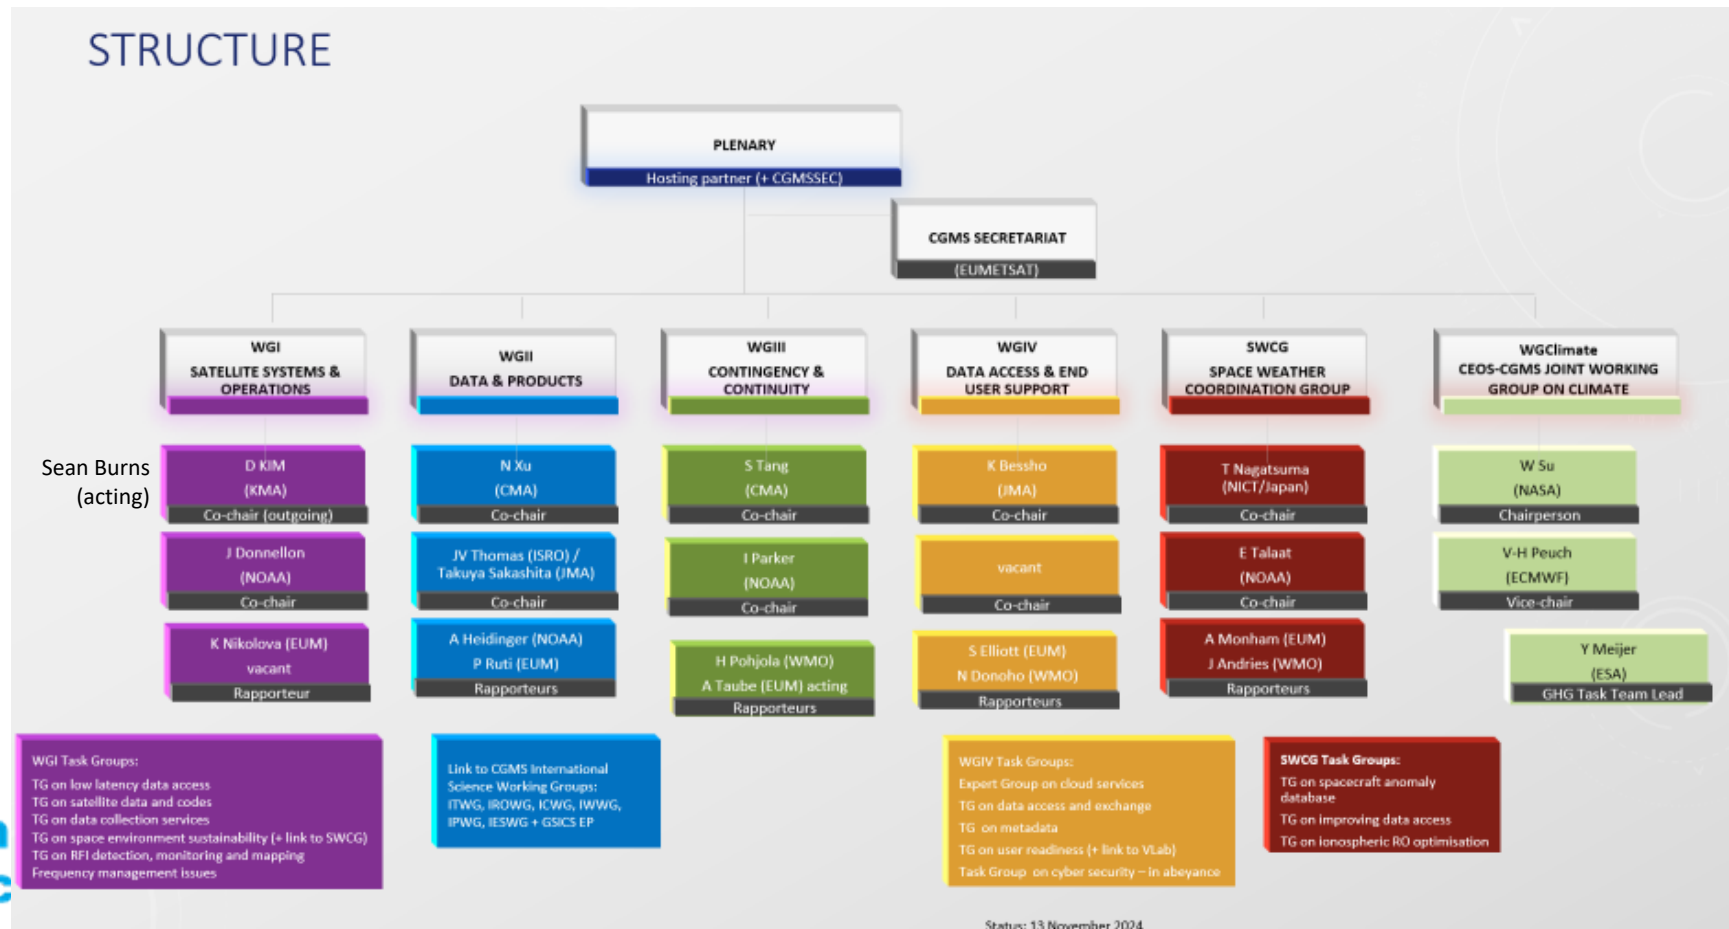 STRUCTURE
PLENARY
Hosting partner (+ CGMSSEC)
CGMS SECRETARIAT
(EUMETSAT)
WGI
SATELLITE SYSTEMS &
OPERATIONS
WGII
DATA & PRODUCTS
WGIII
CONTINGENCY &
CONTINUITY
WGIV
DATA ACCESS & END
USER SUPPORT
SWCG
SPACE WEATHER
COORDINATION GROUP
WGClimate
CEOS-CGMS JOINT WORKING
GROUP ON CLIMATE
Sean Burns
(acting)
D KIM
(KMA)
Co-chair (outgoing)
N Xu
(CMA)
Co-chair
S Tang
(CMA)
Co-chair
K Bessho
(JMA)
Co-chair
T Nagatsuma
(NICT/Japan)
Co-chair
W Su
(NASA)
Chairperson
J Donnellon
(NOAA)
Co-chair
JV Thomas (ISRO) /
Takuya Sakashita (JMA)
Co-chair
I Parker
(NOAA)
Co-chair
vacant
Co-chair
E Talaat
(NOAA)
Co-chair
V-H Peuch
(ECMWF)
Vice-chair
K Nikolova (EUM)
vacant
Rapporteur
A Heidinger (NOAA)
P Ruti (EUM)
Rapporteurs
H Pohjola (WMO)
A Taube (EUM) acting
Rapporteurs
S Elliott (EUM)
N Donoho (WMO)
Rapporteurs
A Monham (EUM)
J Andries (WMO)
Rapporteurs
Y Meijer
(ESA)
GHG Task Team Lead
WGI Task Groups:
TG on low latency data access
TG on satellite data and codes
TG on data collection services
TG on space environment sustainability (+ link to SWCG)
TG on RFI detection, monitoring and mapping
Frequency management issues
Link to CGMS International
Science Working Groups:
ITWG, IROWG, ICWG, IWWG,
IPWG, IESWG + GSICS EP
WGIV Task Groups:
Expert Group on cloud services
TG on data access and exchange
TG on metadata
TG on user readiness (+ link to VLab)
Task Group on cyber security – in abeyance
SWCG Task Groups:
TG on spacecraft anomaly
database
TG on improving data access
TG on ionospheric RO optimisation
Status: 13 November 2024